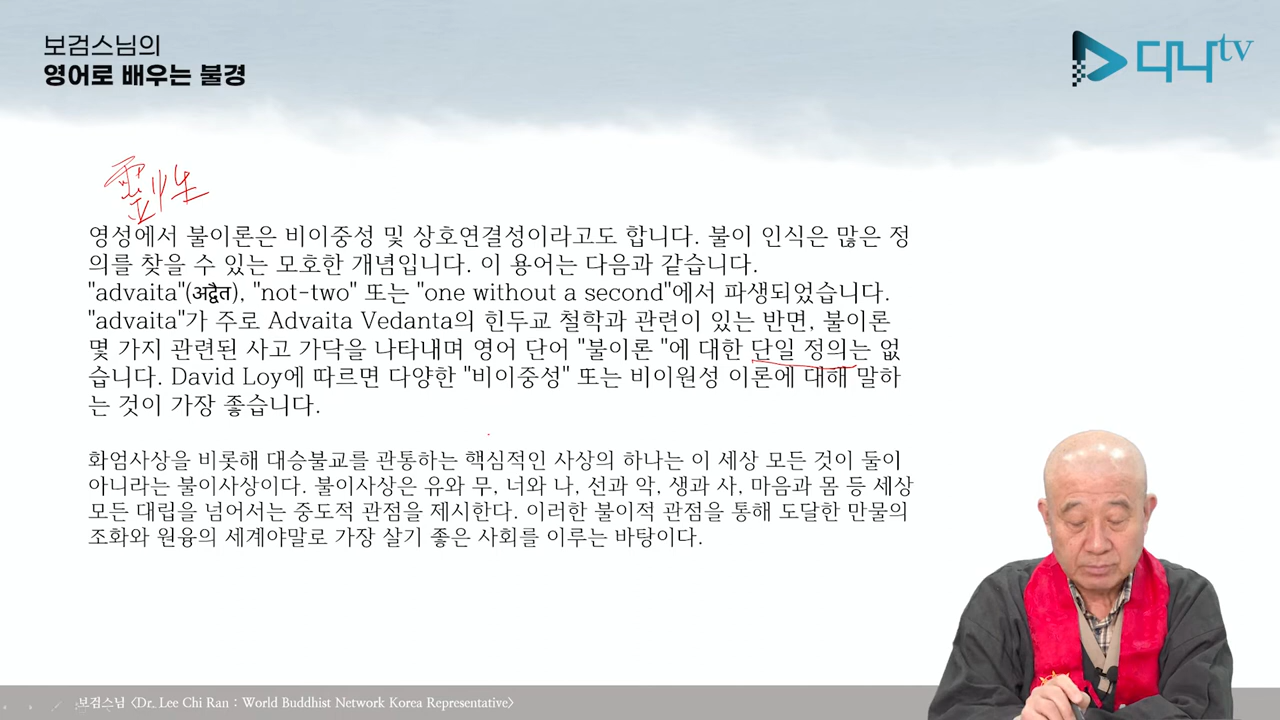 보검스님의
영어로 배우는 불경
디나tv
靈性
영성에서 불이론은 비이중성 및 상호연결성이라고도 합니다. 불이 인식은 많은 정
의를 찾을 수 있는 모호한 개념입니다. 이 용어는 다음과 같습니다.
"advaita"(अद्वैत), "not-two" 또는 "one without a second"에서 파생되었습니다.
"advaita"가 주로 Advaita Vedanta의 힌두교 철학과 관련이 있는 반면, 불이론
몇 가지 관련된 사고 가닥을 나타내며 영어 단어 "불이론 "에 대한 단일 정의는 없
습니다. David Loy에 따르면 다양한 "비이중성" 또는 비이원성 이론에 대해 말하
는 것이 가장 좋습니다.
화엄사상을 비롯해 대승불교를 관통하는 핵심적인 사상의 하나는 이 세상 모든 것이 둘이
아니라는 불이사상이다. 불이사상은 유와 무, 너와 나, 선과 악, 생과 사, 마음과 몸 등 세상
모든 대립을 넘어서는 중도적 관점을 제시한다. 이러한 불이적 관점을 통해 도달한 만물의
조화와 원융의 세계야말로 가장 살기 좋은 사회를 이루는 바탕이다.
보검스님 <Dr. Lee Chi Ran : World Buddhist Network Korea Representative>